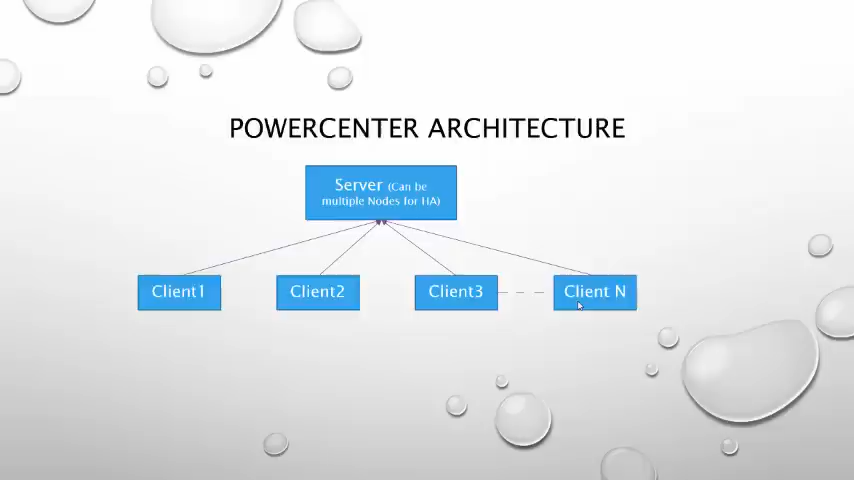 POWERCENTER ARCHITECTURE
Server (Can be
multiple Nodes for HA)
Client1
Client2
Client3
Client N